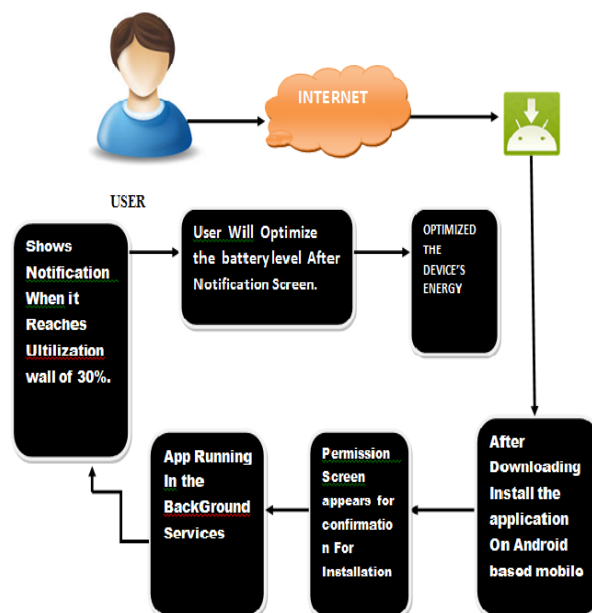 INTERNET
USER
Shows
Notification
When it
Reaches
Ultilization
wall of 30%.
User Will Optimize
the battery level After
Notification Screen.
OPTIMIZED
THE
DEVICE'S
ENERGY
After
Downloading
Install the
application
On Android
based mobile
Permission
Screen
appears for
confirmatio
n For
Installation
App Running
In the
BackGround
Services